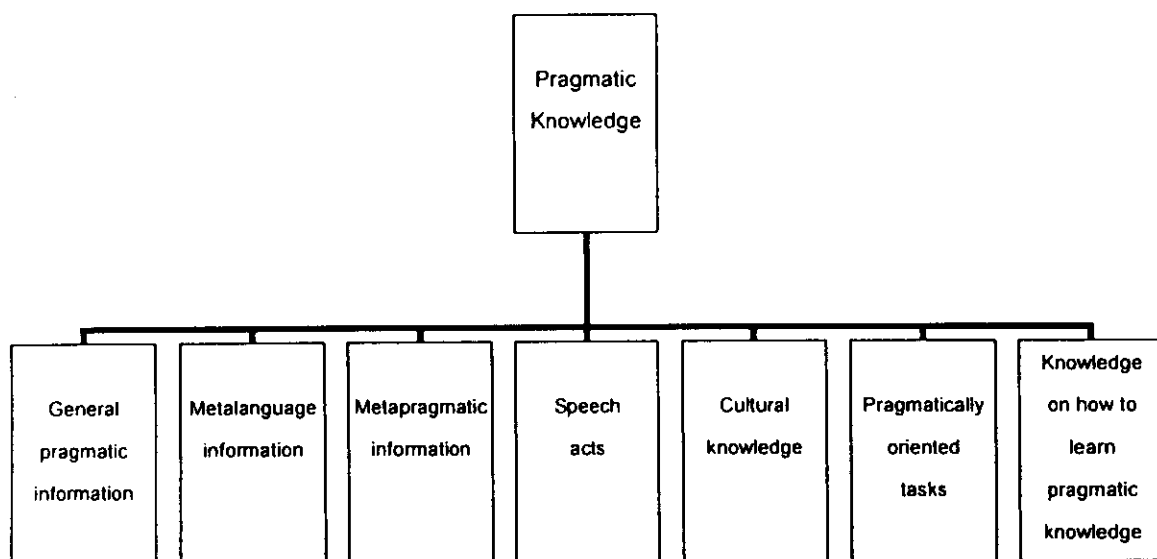 Pragmatic
Knowledge
General
pragmatic
information
Metalanguage
information
Metapragmatic
information
Speech
acts
Cultural
knowledge
Pragmatically
oriented
tasks
Knowledge
on how to
learn
pragmatic
knowledge